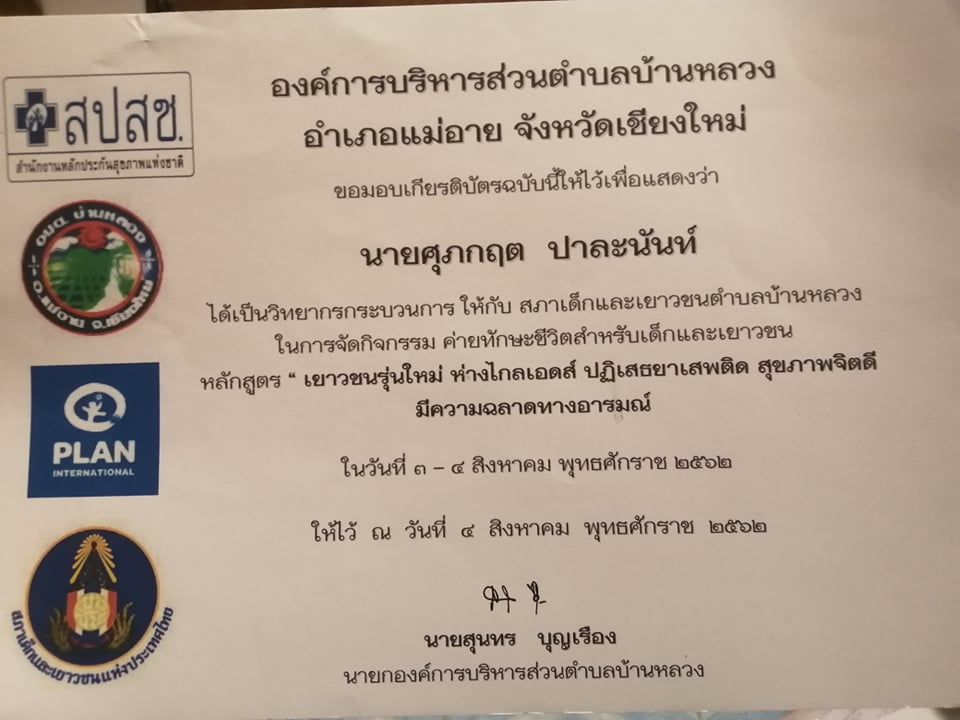 สปสช.
สำนักงานหลักประกันสุขภาพแห่งชาติ
องค์การบริหารส่วนตำบลบ้านหลวง
อำเภอแม่อาย จังหวัดเชียงใหม่
ขอมอบเกียรติบัตรฉบับนี้ให้ไว้เพื่อแสดงว่า
อบต. บ้านหลวง
อ.แม่อาย จ.เชียงใหม่
นายศุภกฤต ปาละนันท์
ได้เป็นวิทยากรกระบวนการ ให้กับ สภาเด็กและเยาวชนตำบลบ้านหลวง
ในการจัดกิจกรรม ค่ายทักษะชีวิตสำหรับเด็กและเยาวชน
หลักสูตร “ เยาวชนรุ่นใหม่ ห่างไกลเอดส์ ปฏิเสธยาเสพติด สุขภาพจิตดี
มีความฉลาดทางอารมณ์
PLAN
INTERNATIONAL
ในวันที่ ๓ – ๔ สิงหาคม พุทธศักราช ๒๕๖๒
ให้ไว้ ณ วันที่ ๔ สิงหาคม พุทธศักราช ๒๕๖๒
สภาเด็กและเยาวชนแห่งประเทศไทย
นายสุนทร บุญเรือง
นายกองค์การบริหารส่วนตำบลบ้านหลวง